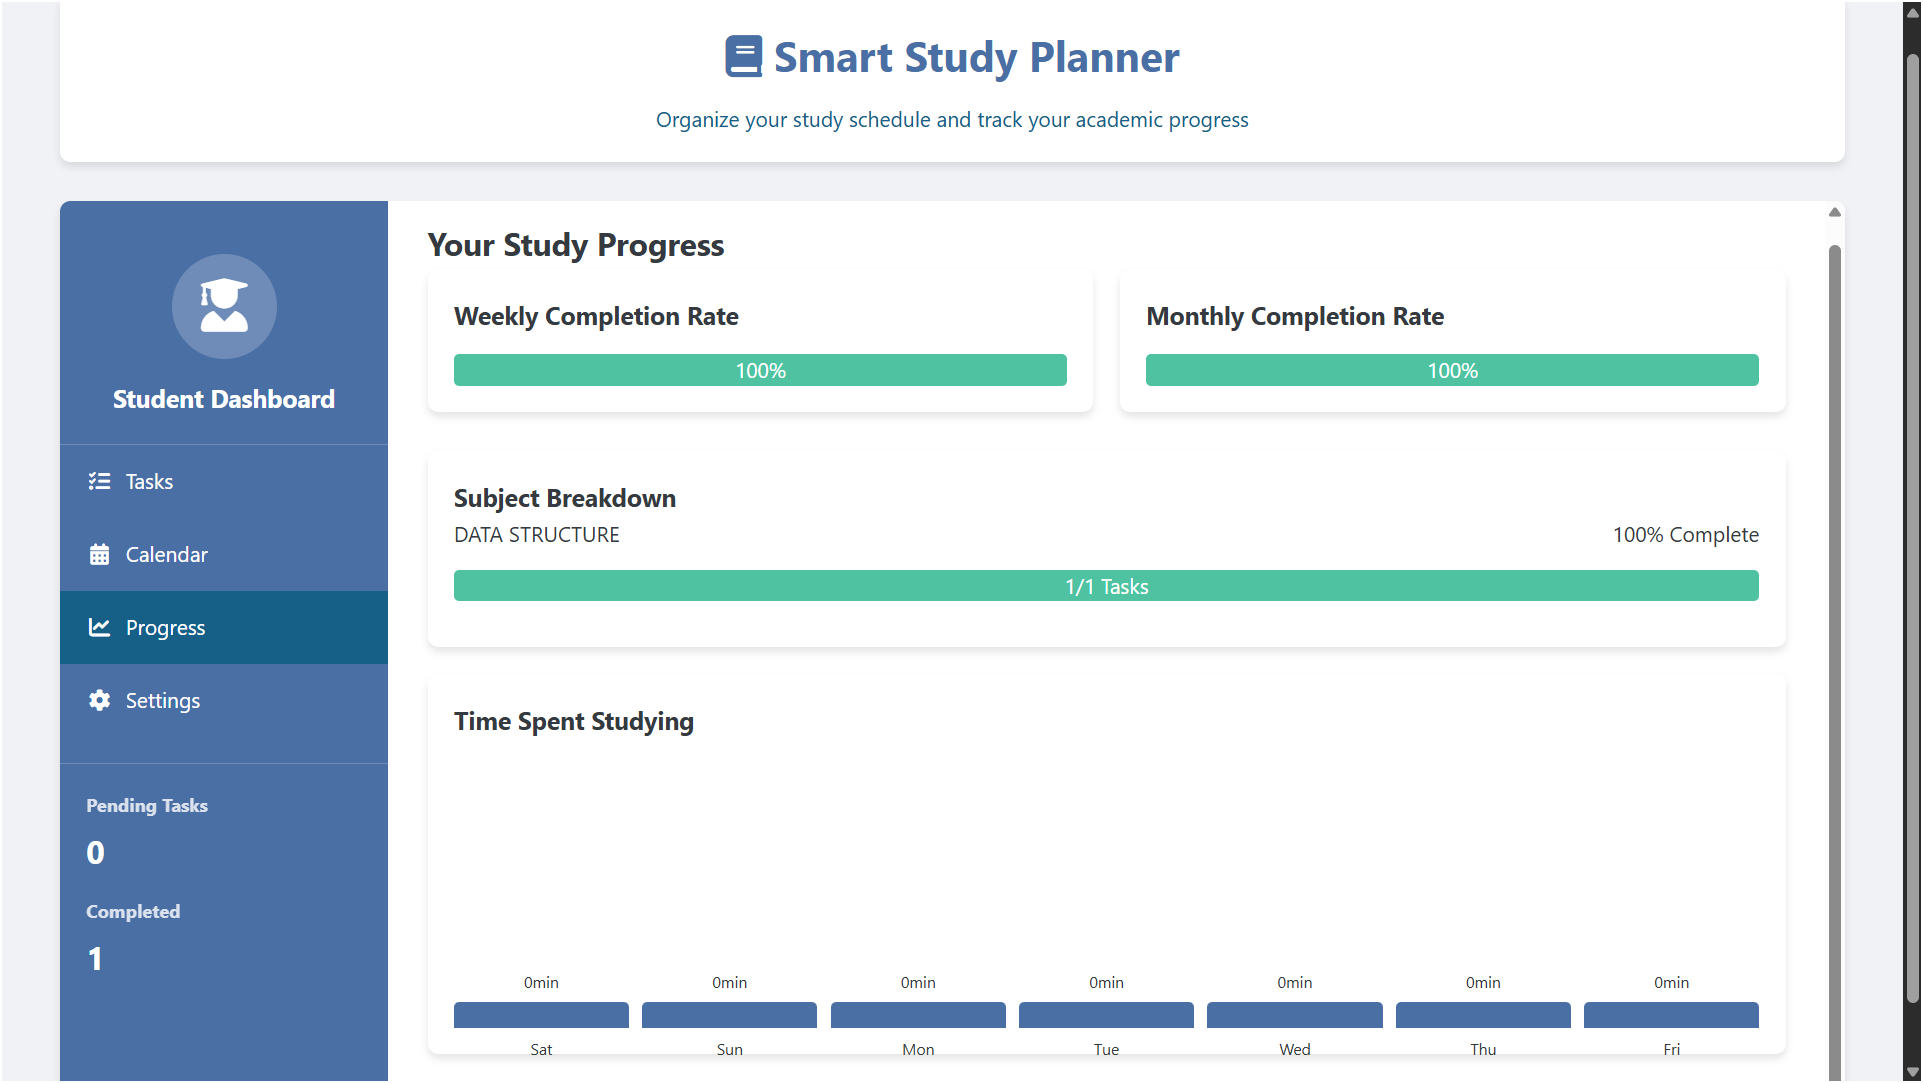 Smart Study Planner
Organize your study schedule and track your academic progress
Student Dashboard
Tasks
Calendar
Progress
Settings
Pending Tasks
0
Completed
1
Your Study Progress
Weekly Completion Rate
100%
Monthly Completion Rate
100%
Subject Breakdown
DATA STRUCTURE 100% Complete
1/1 Tasks
Time Spent Studying
0min 0min 0min 0min 0min 0min 0min
Sat Sun Mon Tue Wed Thu Fri